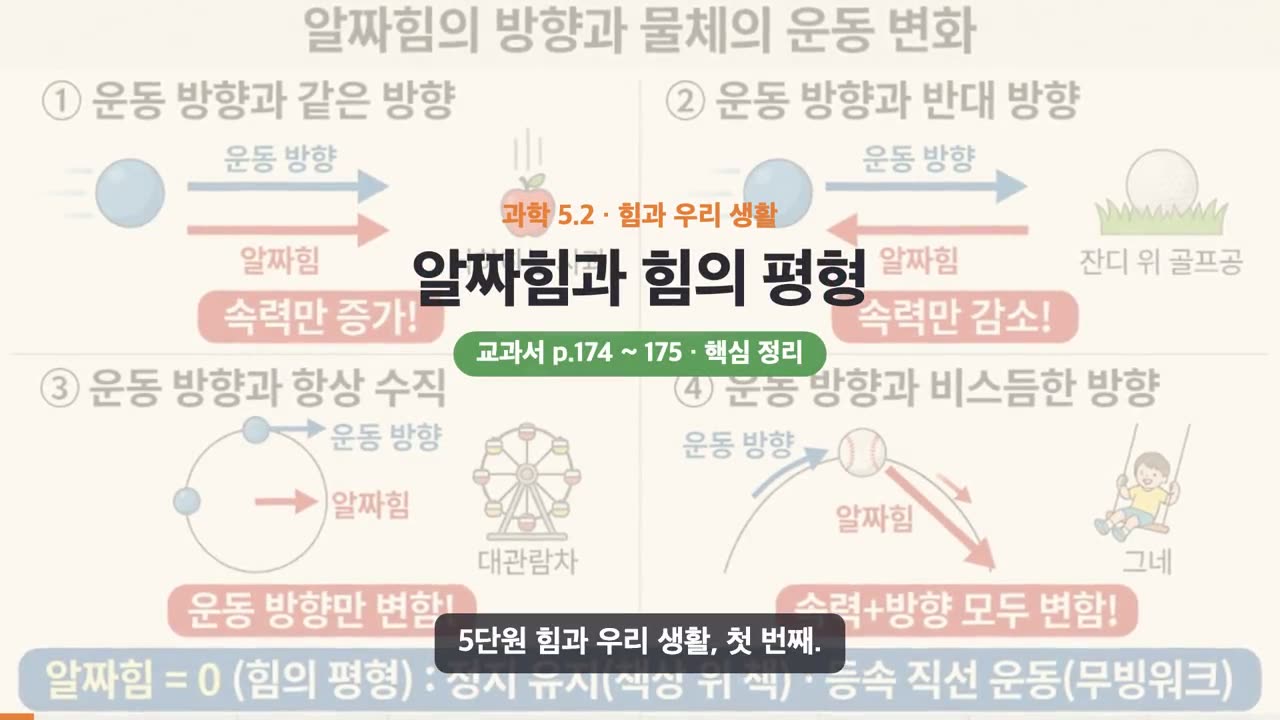 알짜힘의 방향과 물체의 운동 변화
① 운동 방향과 같은 방향
② 운동 방향과 반대 방향
운동 방향
알짜힘
속력만 증가!
운동 방향
알짜힘
잔디 위 골프공
속력만 감소!
과학 5.2 · 힘과 우리 생활
알짜힘과 힘의 평형
교과서 p.174 ~ 175 · 핵심 정리
③ 운동 방향과 항상 수직
④ 운동 방향과 비스듬한 방향
운동 방향
알짜힘
대관람차
운동 방향만 변함!
운동 방향
알짜힘
그네
속력+방향 모두 변함!
5단원 힘과 우리 생활, 첫 번째.
알짜힘 = 0 (힘의 평형) : 정지 유지(책상 위 책) · 등속 직선 운동(무빙워크)